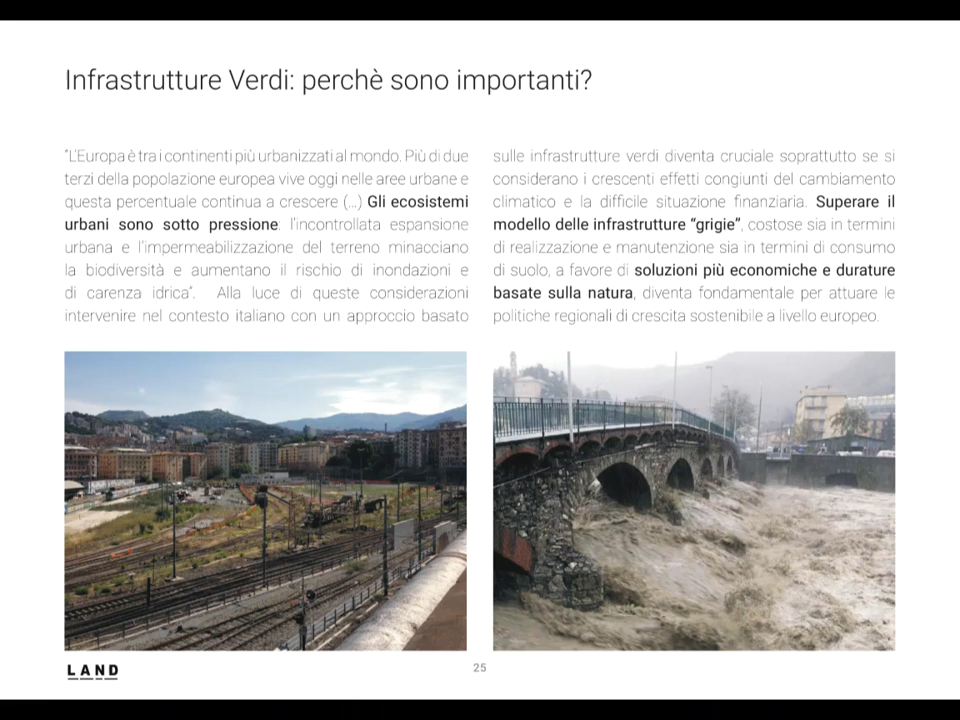 Infrastrutture Verdi: perchè sono importanti?
“L’Europa è tra i continenti più urbanizzati al mondo. Più di due
terzi della popolazione europea vive oggi nelle aree urbane e
questa percentuale continua a crescere (...) Gli ecosistemi
urbani sono sotto pressione: l’incontrollata espansione
urbana e l’impermeabilizzazione del terreno minacciano
la biodiversità e aumentano il rischio di inondazioni e
di carenza idrica”. Alla luce di queste considerazioni
intervenire nel contesto italiano con un approccio basato
sulle infrastrutture verdi diventa cruciale soprattutto se si
considerano i crescenti effetti congiunti del cambiamento
climatico e la difficile situazione finanziaria. Superare il
modello delle infrastrutture “grigie”, costose sia in termini
di realizzazione e manutenzione sia in termini di consumo
di suolo, a favore di soluzioni più economiche e durature
basate sulla natura, diventa fondamentale per attuare le
politiche regionali di crescita sostenibile a livello europeo.
LAND
25